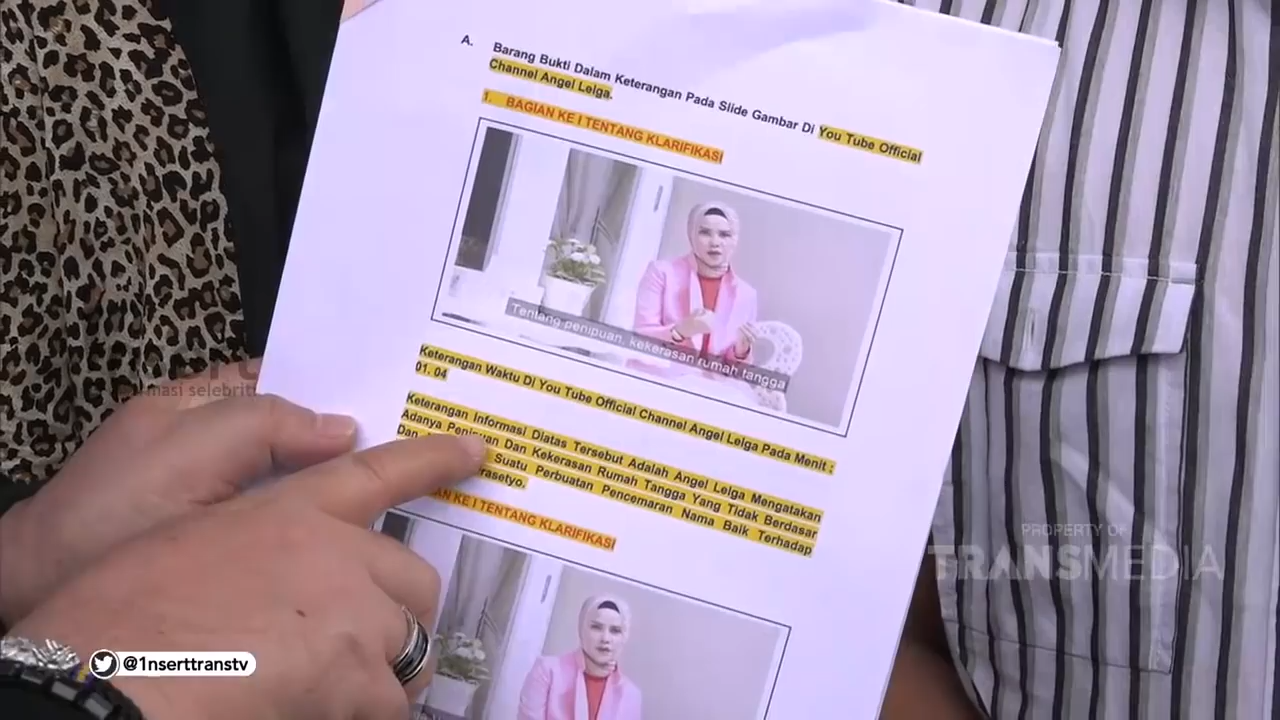 A. Barang Bukti Dalam Keterangan Pada Slide Gambar Di You Tube Official
Channel Angel Lelga.
1. BAGIAN KE I TENTANG KLARIFIKASI
Tentang penipuan, kekerasan rumah tangga
Keterangan Waktu Di You Tube Official Channel Angel Lelga Pada Menit :
01. 04
Keterangan Informasi Diatas Tersebut Adalah Angel Lelga Mengatakan
Adanya Penipuan Dan Kekerasan Rumah Tangga Yang Tidak Berdasar
Dan Suatu Perbuatan Pencemaran Nama Baik Terhadap
rasetyo.
AN KE I TENTANG KLARIFIKASI
masi selebrit
PROPERTY OF
TRANSMEDIA
@1nserttranstv